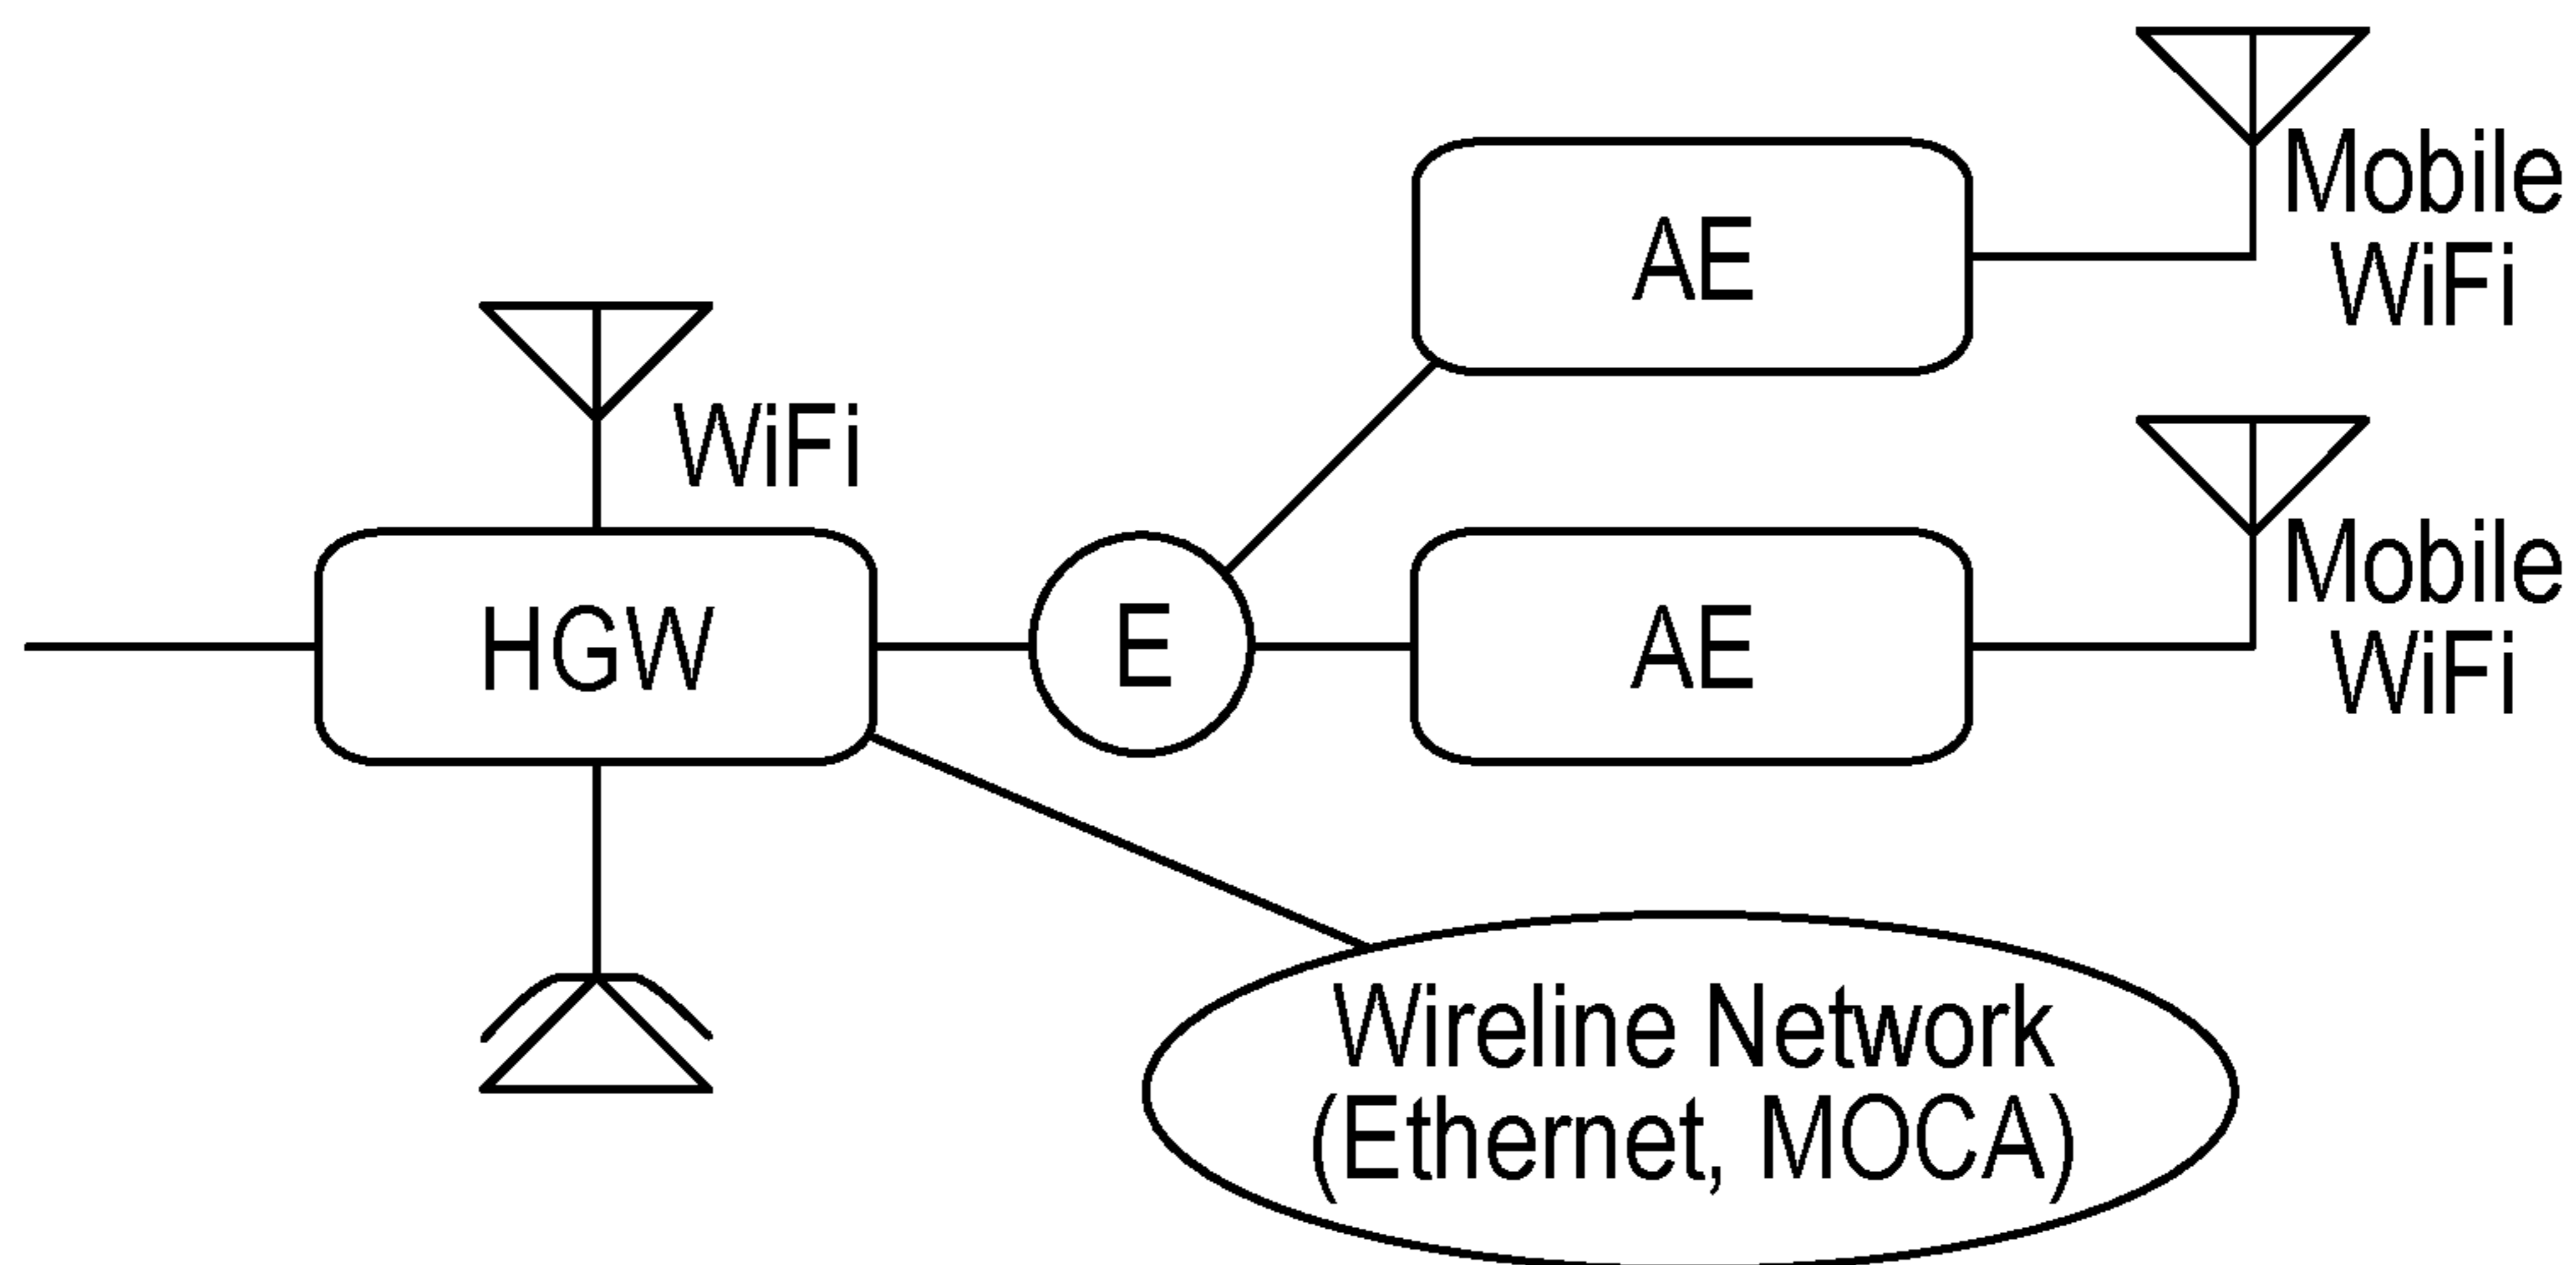 Mobile
WiFi
AE
WiFi
Mobile
WiFi
HGW
E
AE
Wireline Network
(Ethernet, MOCA)